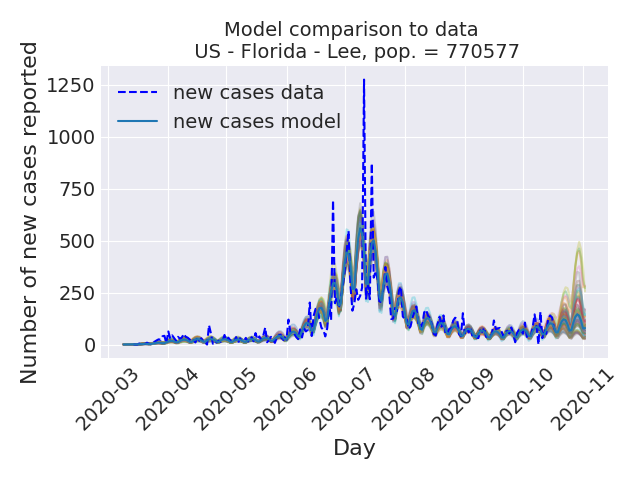 Model comparison to data
US - Florida - Lee, pop. = 770577
Number of new cases reported
1250
1000
750
500
250
0
new cases data
new cases model
2020-03
2020-04
2020-05
2020-06
2020-07
2020-08
2020-09
2020-10
2020-11
Day